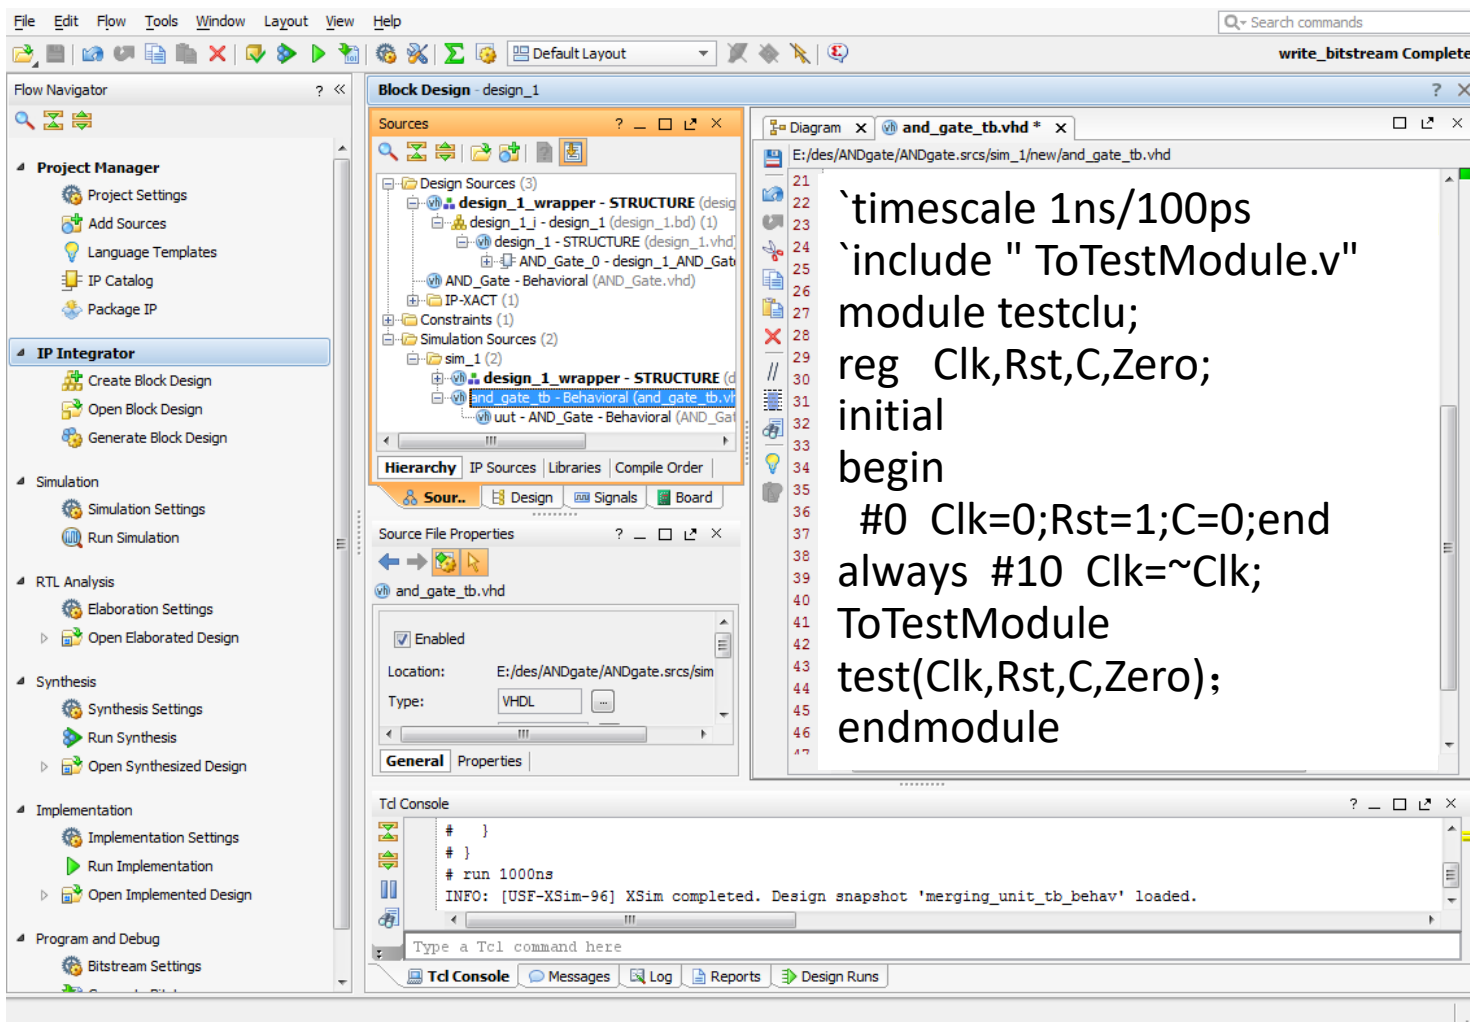 File Edit Flow Tools Window Layout View Help
Search commands
Default Layout
write_bitstream Complete
Flow Navigator ? «
Project Manager
Project Settings
Add Sources
Language Templates
IP Catalog
Package IP
IP Integrator
Create Block Design
Open Block Design
Generate Block Design
Simulation
Simulation Settings
Run Simulation
RTL Analysis
Elaboration Settings
Open Elaborated Design
Synthesis
Synthesis Settings
Run Synthesis
Open Synthesized Design
Implementation
Implementation Settings
Run Implementation
Open Implemented Design
Program and Debug
Bitstream Settings
Block Design - design_1
Sources
Design Sources (3)
design_1_wrapper - STRUCTURE (desig
design_1_i - design_1 (design_1.bd) (1)
design_1 - STRUCTURE (design_1.vhd)
AND_Gate_0 - design_1_AND_Gat
AND_Gate - Behavioral (AND_Gate.vhd)
IP-XACT (1)
Constraints (1)
Simulation Sources (2)
sim_1 (2)
design_1_wrapper - STRUCTURE (d
and_gate_tb - Behavioral (and_gate_tb.vh
uut - AND_Gate - Behavioral (AND_Gat
Hierarchy IP Sources Libraries Compile Order
Sour.. Design Signals Board
Source File Properties
and_gate_tb.vhd
Enabled
Location: E:/des/ANDgate/ANDgate.srcs/sim
Type: VHDL ...
General Properties
Diagram x and_gate_tb.vhd * x
E:/des/ANDgate/ANDgate.srcs/sim_1/new/and_gate_tb.vhd
21
22
23
24
25
26
27
28
29
30
31
32
33
34
35
36
37
38
39
40
41
42
43
44
45
46
47
`timescale 1ns/100ps
`include " ToTestModule.v"
module testclu;
reg Clk,Rst,C,Zero;
initial
begin
#0 Clk=0;Rst=1;C=0;end
always #10 Clk=~Clk;
ToTestModule
test(Clk,Rst,C,Zero)；
endmodule
Tcl Console
# }
# }
# run 1000ns
INFO: [USF-XSim-96] XSim completed. Design snapshot 'merging_unit_tb_behav' loaded.
Type a Tcl command here
Tcl Console Messages Log Reports Design Runs